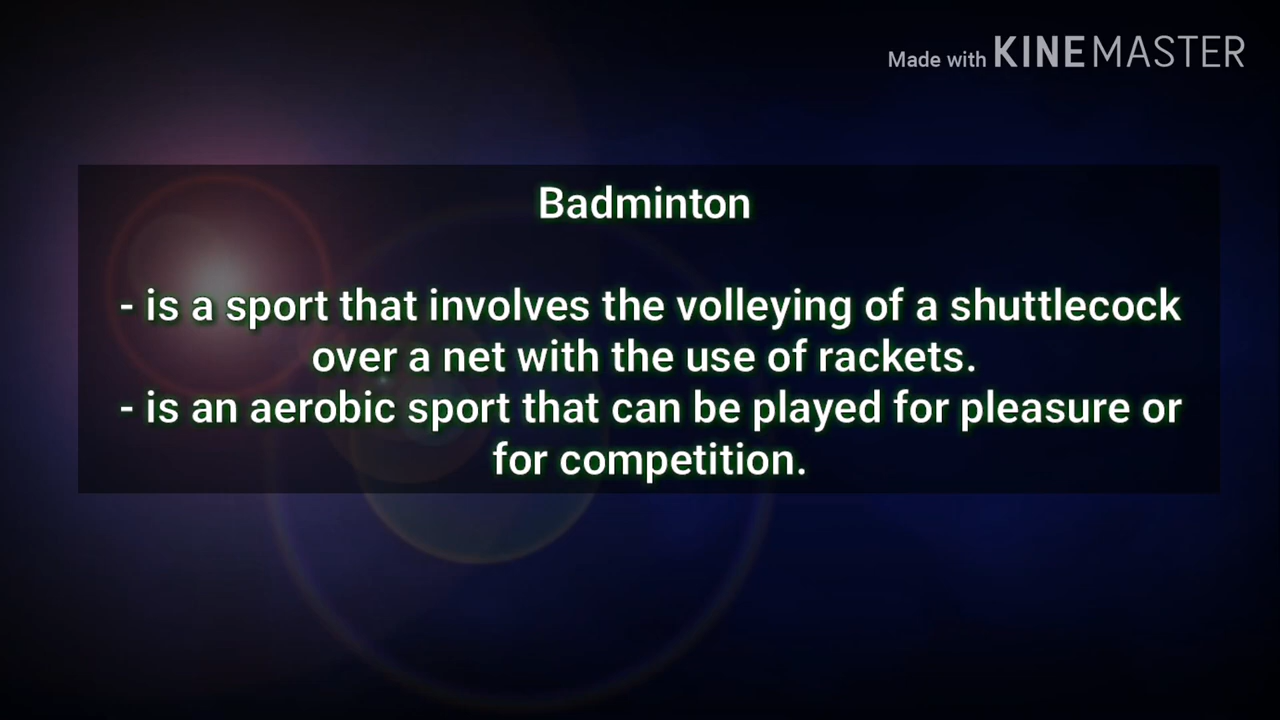 Made with KINEMASTER
Badminton
- is a sport that involves the volleying of a shuttlecock
over a net with the use of rackets.
- is an aerobic sport that can be played for pleasure or
for competition.